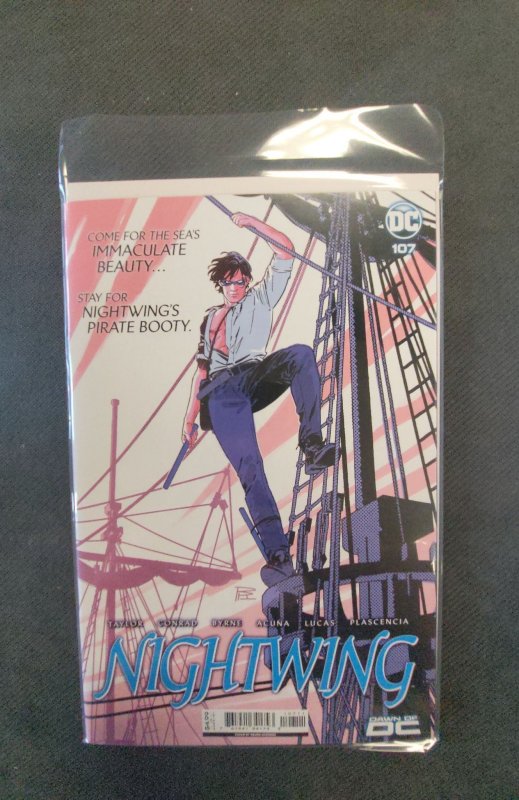 COME FOR THE SEA'S
IMMACULATE
BEAUTY...
STAY FOR
NIGHTWING'S
PIRATE BOOTY.
DC
107
TAYLOR CONRAD BYRNE ACUÑA LUCAS PLASCENCIA
NIGHTWING
DAWN OF
DC